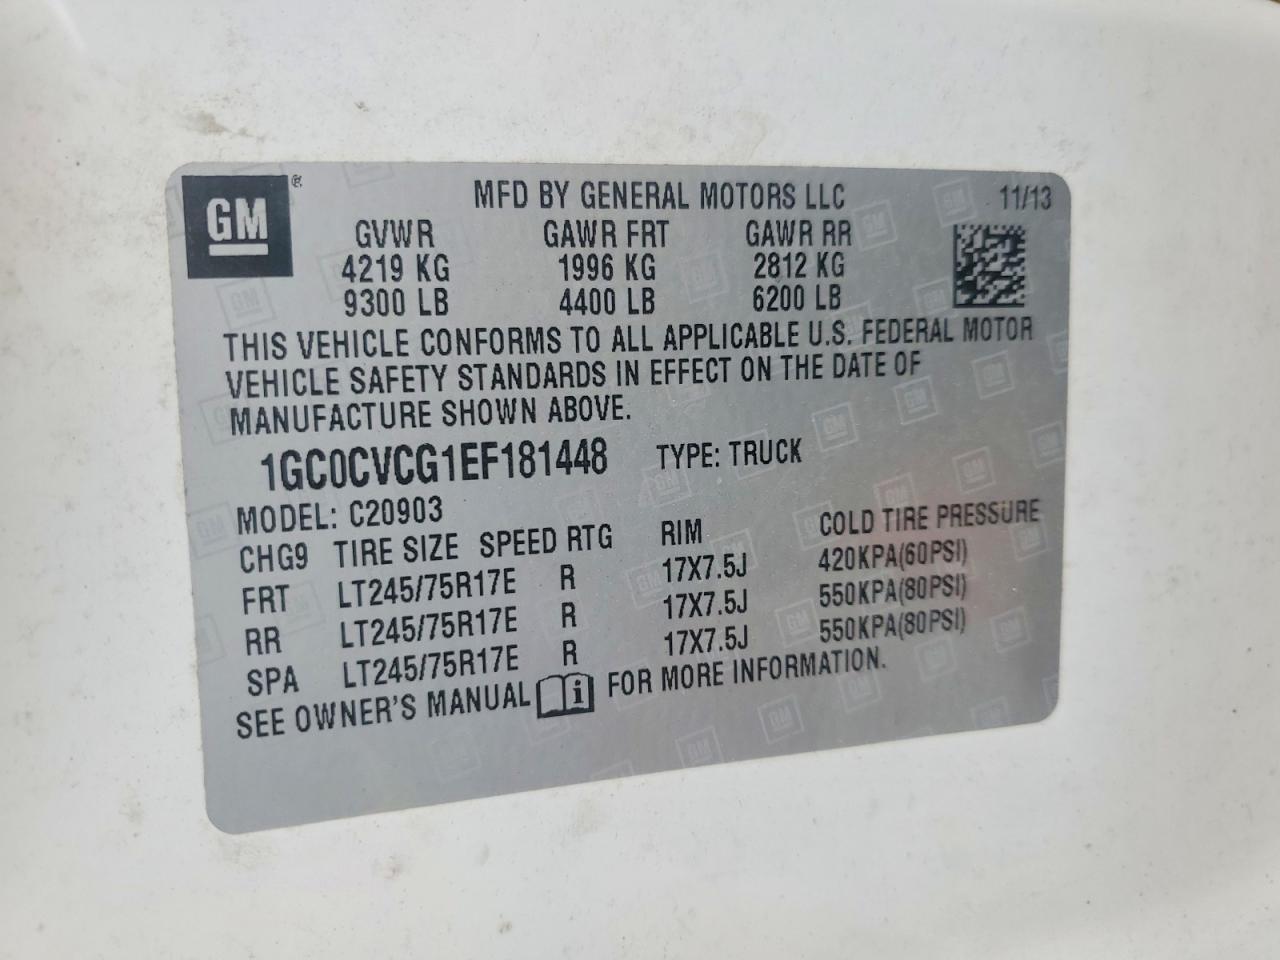 GM
MFD BY GENERAL MOTORS LLC 11/13
GVWR GAWR FRT GAWR RR
4219 KG 1996 KG 2812 KG
9300 LB 4400 LB 6200 LB
THIS VEHICLE CONFORMS TO ALL APPLICABLE U.S. FEDERAL MOTOR
VEHICLE SAFETY STANDARDS IN EFFECT ON THE DATE OF
MANUFACTURE SHOWN ABOVE.
1GC0CVCG1EF181448 TYPE: TRUCK
MODEL: C20903
CHG9 TIRE SIZE SPEED RTG RIM COLD TIRE PRESSURE
FRT LT245/75R17E R 17X7.5J 420KPA(60PSI)
RR LT245/75R17E R 17X7.5J 550KPA(80PSI)
SPA LT245/75R17E R 17X7.5J 550KPA(80PSI)
SEE OWNER'S MANUAL i FOR MORE INFORMATION.